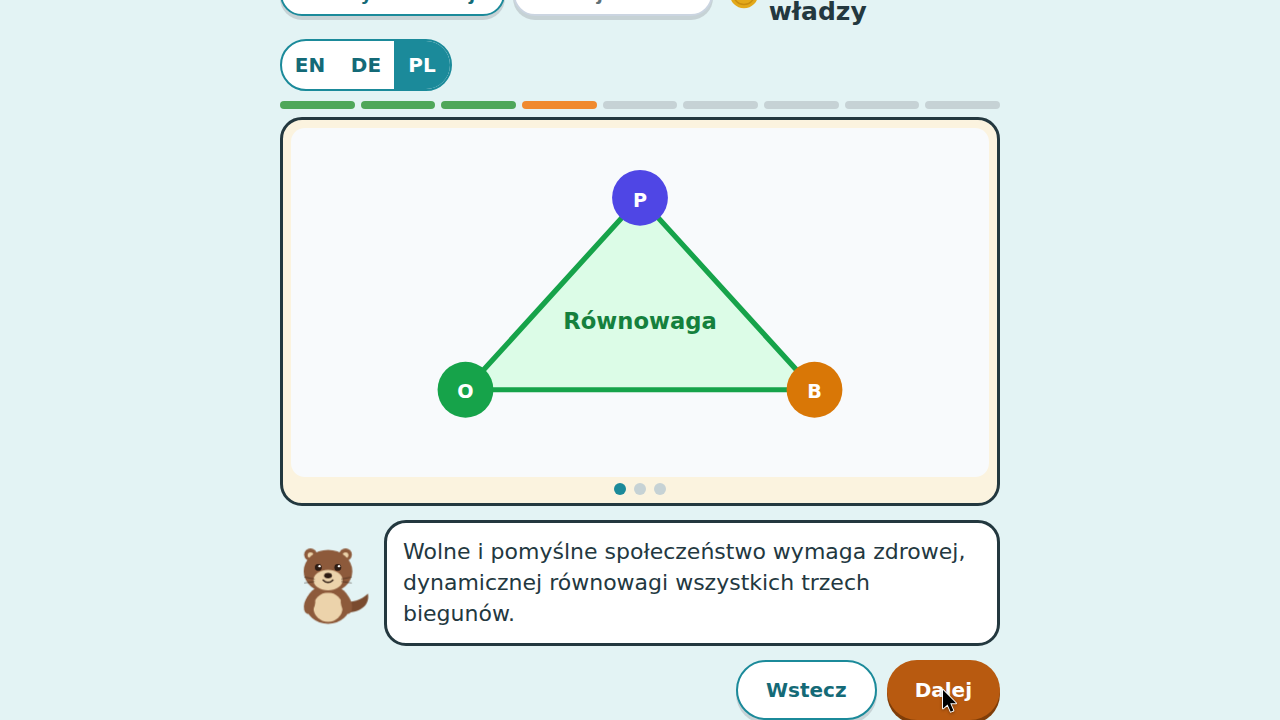 władzy
EN DE PL
P
Równowaga
O B
Wolne i pomyślne społeczeństwo wymaga zdrowej,
dynamicznej równowagi wszystkich trzech
biegunów.
Wstecz Dalej